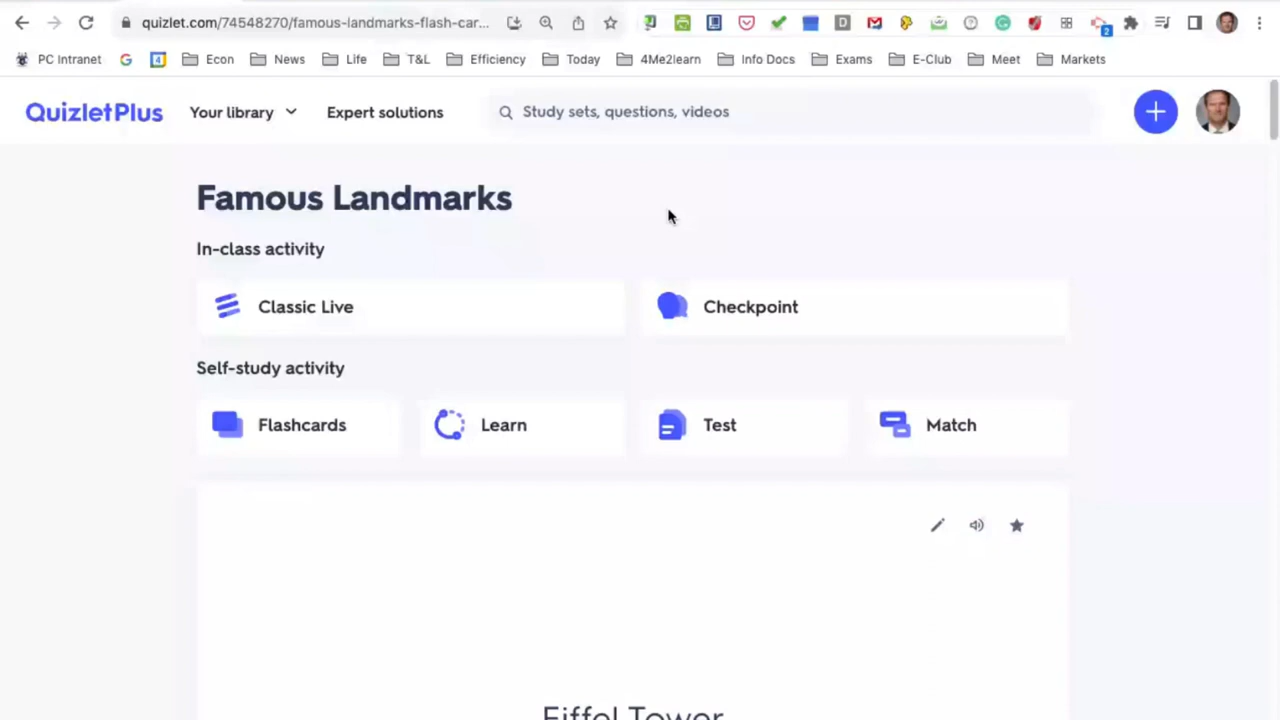 quizlet.com/74548270/famous-landmarks-flash-car...
D
2
PC Intranet
G
4
Econ
News
Life
T&L
Efficiency
Today
4Me2learn
Info Docs
Exams
E-Club
Meet
Markets
QuizletPlus
Your library
Expert solutions
Study sets, questions, videos
Famous Landmarks
In-class activity
Classic Live
Checkpoint
Self-study activity
Flashcards
Learn
Test
Match
Eiffel Tower